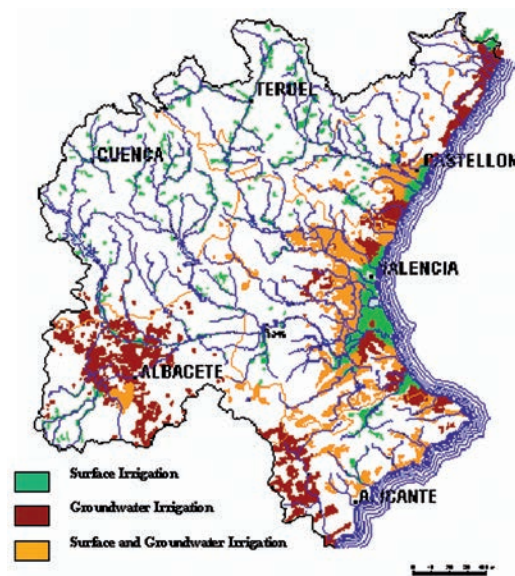 TERUEL
CUENCA
CASTELLON
VALENCIA
ALBACETE
ALICANTE
Surface Irrigation
Groundwater Irrigation
Surface and Groundwater Irrigation